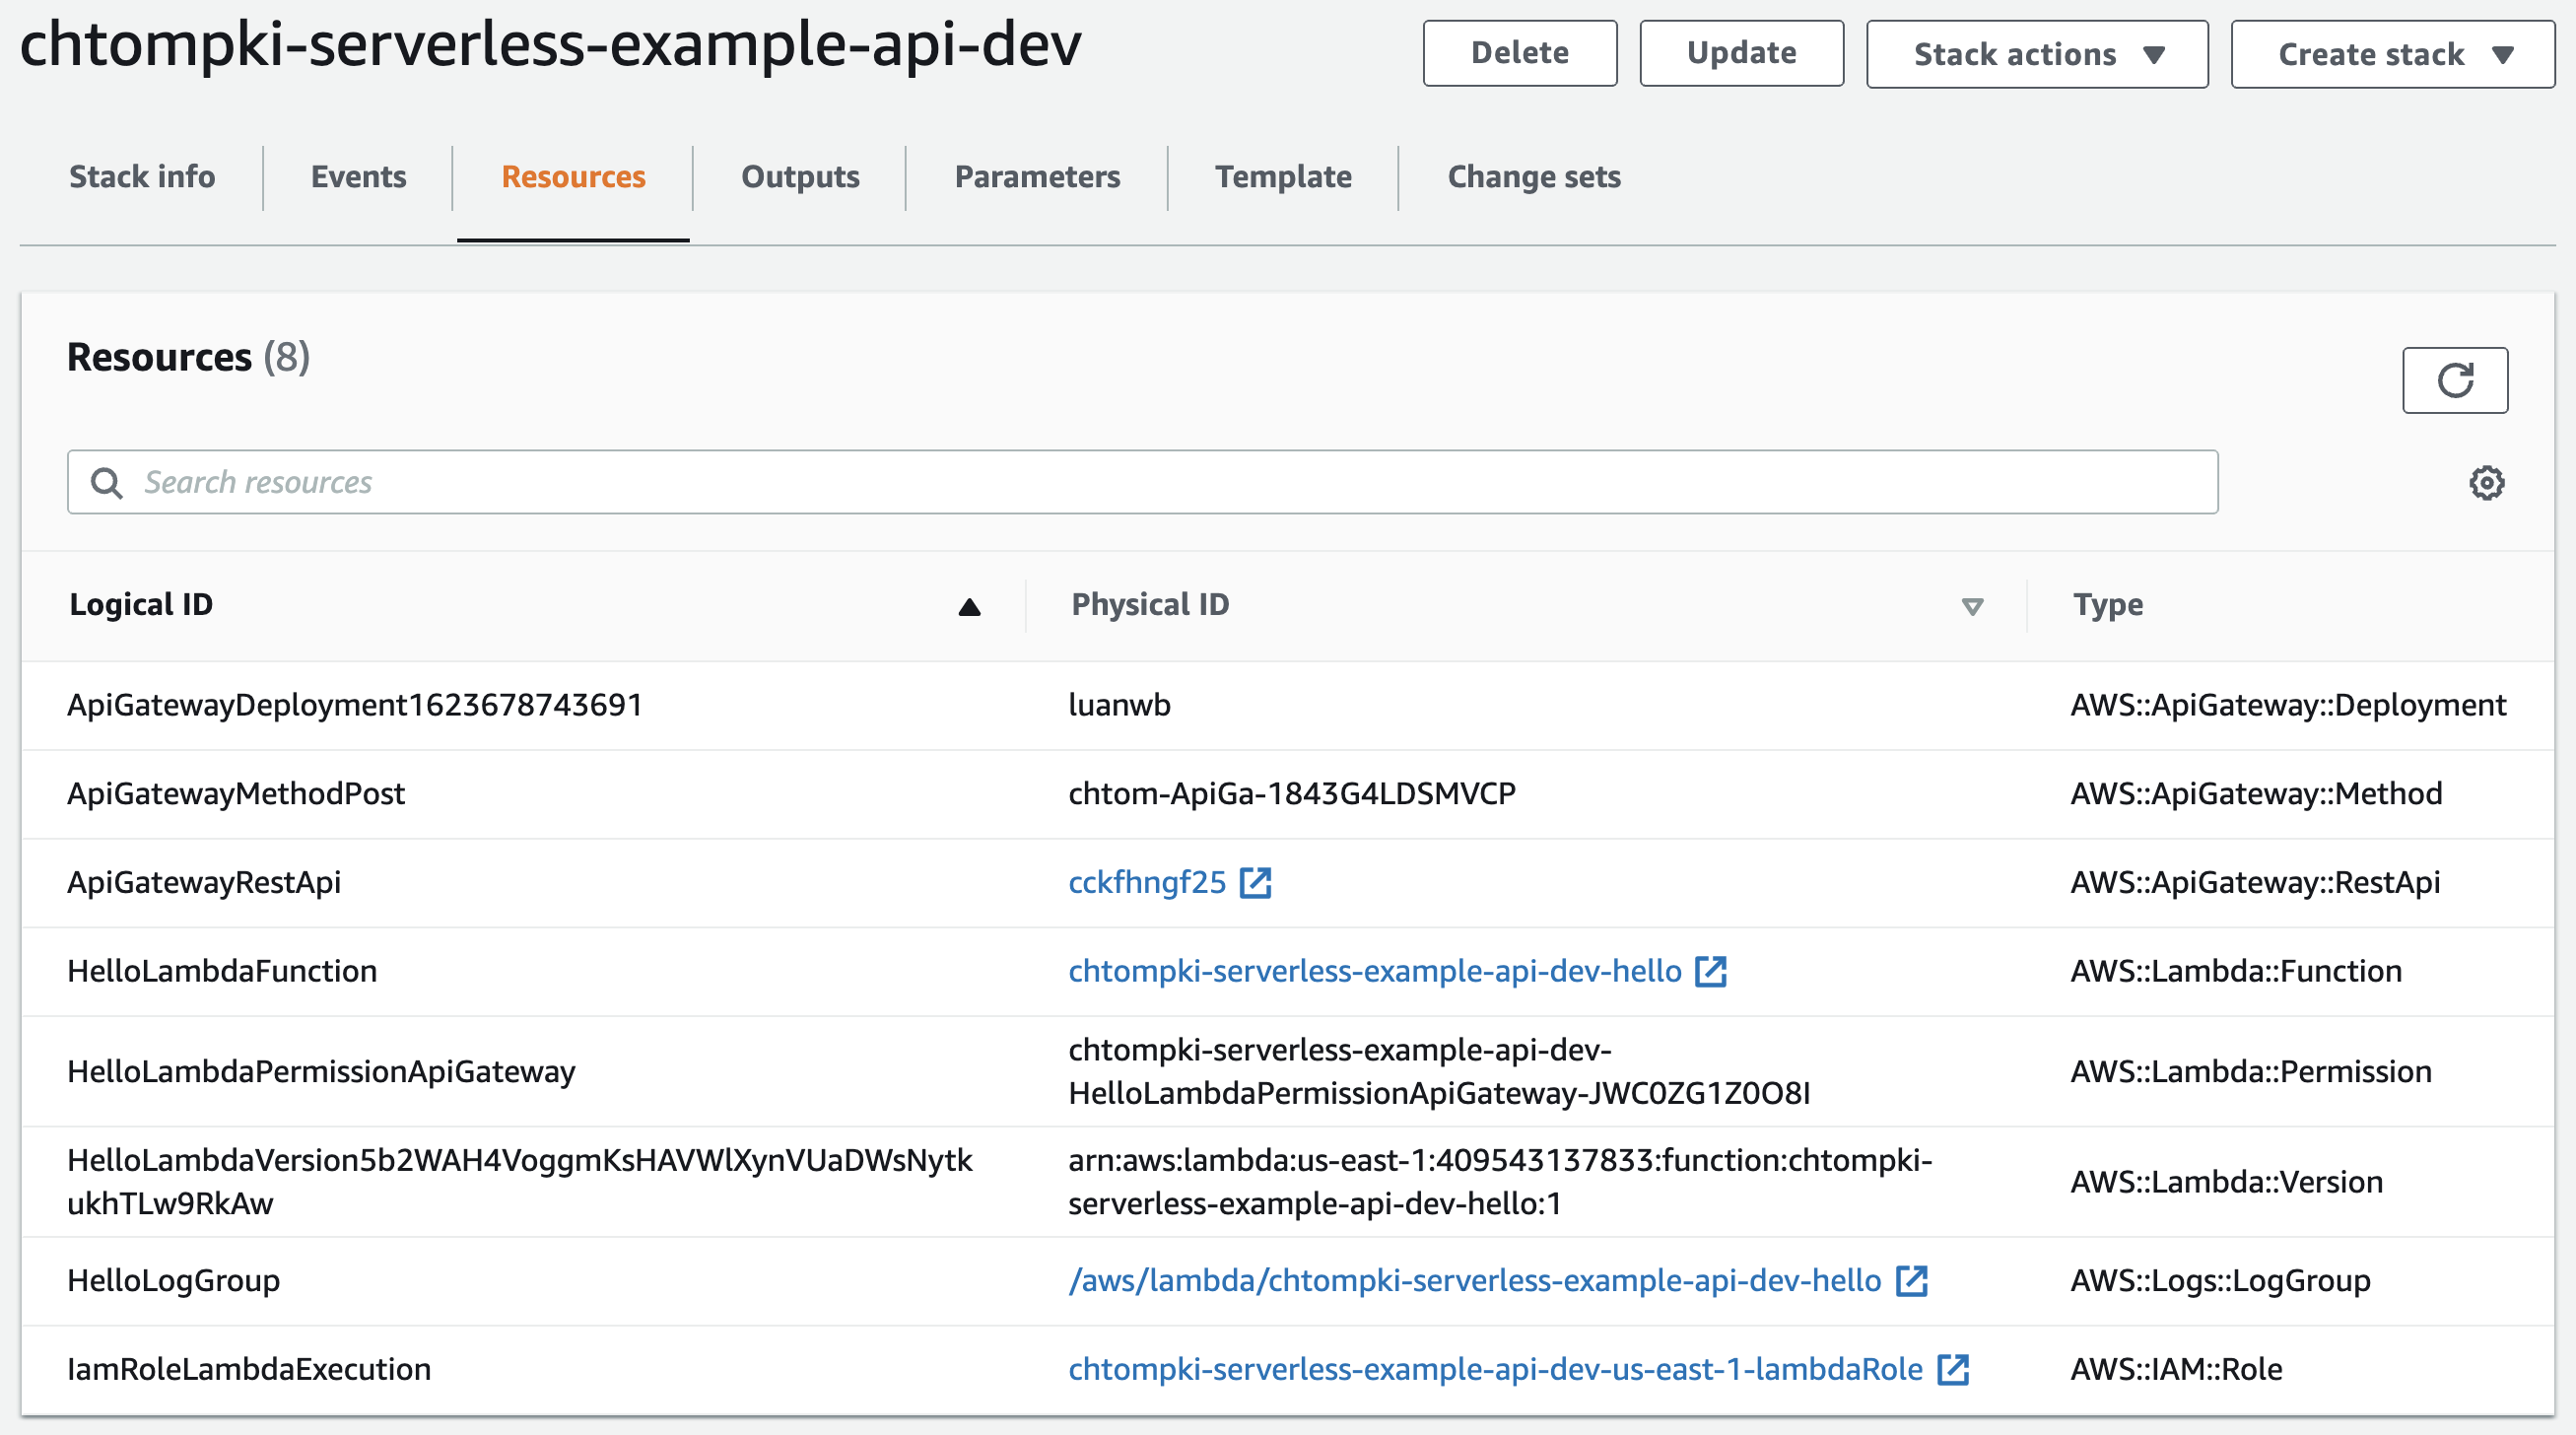 chtompki-serverless-example-api-dev
Delete
Update
Stack actions
Create stack
Stack info
Events
Resources
Outputs
Parameters
Template
Change sets
Resources (8)
Search resources
Logical ID
Physical ID
Type
ApiGatewayDeployment1623678743691
luanwb
AWS::ApiGateway::Deployment
ApiGatewayMethodPost
chtom-ApiGa-1843G4LDSMVCP
AWS::ApiGateway::Method
ApiGatewayRestApi
cckfhngf25
AWS::ApiGateway::RestApi
HelloLambdaFunction
chtompki-serverless-example-api-dev-hello
AWS::Lambda::Function
HelloLambdaPermissionApiGateway
chtompki-serverless-example-api-dev-
HelloLambdaPermissionApiGateway-JWC0ZG1Z0O8I
AWS::Lambda::Permission
HelloLambdaVersion5b2WAH4VoggmKsHAVWlXynVUaDWsNytk
ukhTLw9RkAw
arn:aws:lambda:us-east-1:409543137833:function:chtompki-
serverless-example-api-dev-hello:1
AWS::Lambda::Version
HelloLogGroup
/aws/lambda/chtompki-serverless-example-api-dev-hello
AWS::Logs::LogGroup
IamRoleLambdaExecution
chtompki-serverless-example-api-dev-us-east-1-lambdaRole
AWS::IAM::Role